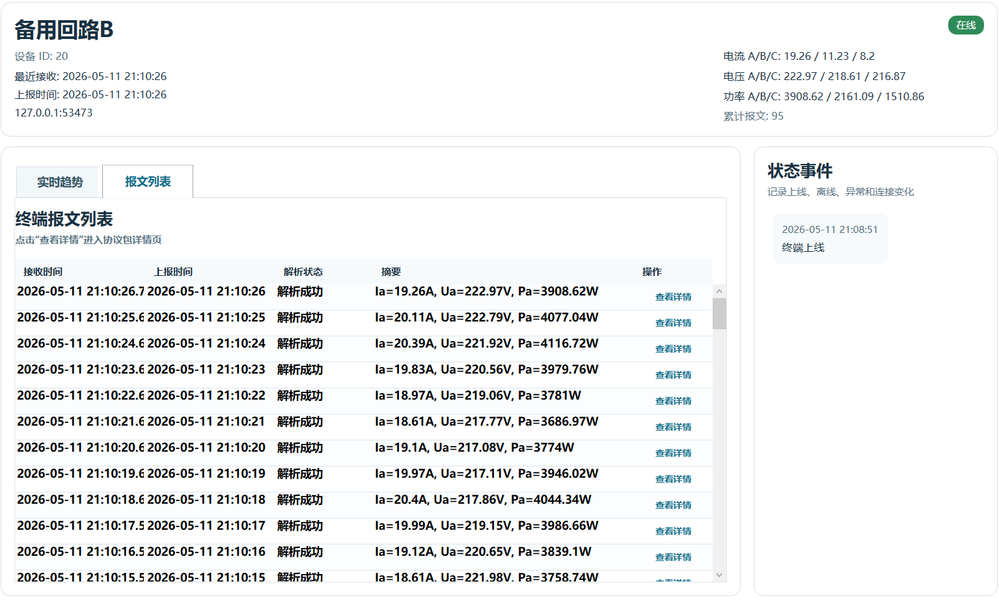 备用回路B
在线
设备 ID: 20
最近接收: 2026-05-11 21:10:26
上报时间: 2026-05-11 21:10:26
127.0.0.1:53473
电流 A/B/C: 19.26 / 11.23 / 8.2
电压 A/B/C: 222.97 / 218.61 / 216.87
功率 A/B/C: 3908.62 / 2161.09 / 1510.86
累计报文: 95
实时趋势 报文列表
终端报文列表
点击“查看详情”进入协议包详情页
接收时间 上报时间 解析状态 摘要 操作
2026-05-11 21:10:26.7 2026-05-11 21:10:26 解析成功 Ia=19.26A, Ua=222.97V, Pa=3908.62W 查看详情
2026-05-11 21:10:25.6 2026-05-11 21:10:25 解析成功 Ia=20.11A, Ua=222.79V, Pa=4077.04W 查看详情
2026-05-11 21:10:24.6 2026-05-11 21:10:24 解析成功 Ia=20.39A, Ua=221.92V, Pa=4116.72W 查看详情
2026-05-11 21:10:23.6 2026-05-11 21:10:23 解析成功 Ia=19.83A, Ua=220.56V, Pa=3979.76W 查看详情
2026-05-11 21:10:22.6 2026-05-11 21:10:22 解析成功 Ia=18.97A, Ua=219.06V, Pa=3781W 查看详情
2026-05-11 21:10:21.6 2026-05-11 21:10:21 解析成功 Ia=18.61A, Ua=217.77V, Pa=3686.97W 查看详情
2026-05-11 21:10:20.6 2026-05-11 21:10:20 解析成功 Ia=19.1A, Ua=217.08V, Pa=3774W 查看详情
2026-05-11 21:10:19.6 2026-05-11 21:10:19 解析成功 Ia=19.97A, Ua=217.11V, Pa=3946.02W 查看详情
2026-05-11 21:10:18.6 2026-05-11 21:10:18 解析成功 Ia=20.4A, Ua=217.86V, Pa=4044.34W 查看详情
2026-05-11 21:10:17.5 2026-05-11 21:10:17 解析成功 Ia=19.99A, Ua=219.15V, Pa=3986.66W 查看详情
2026-05-11 21:10:16.5 2026-05-11 21:10:16 解析成功 Ia=19.12A, Ua=220.65V, Pa=3839.1W 查看详情
2026-05-11 21:10:15.5 2026-05-11 21:10:15 解析成功 Ia=18.61A, Ua=221.98V, Pa=3758.74W
状态事件
记录上线、离线、异常和连接变化
2026-05-11 21:08:51
终端上线